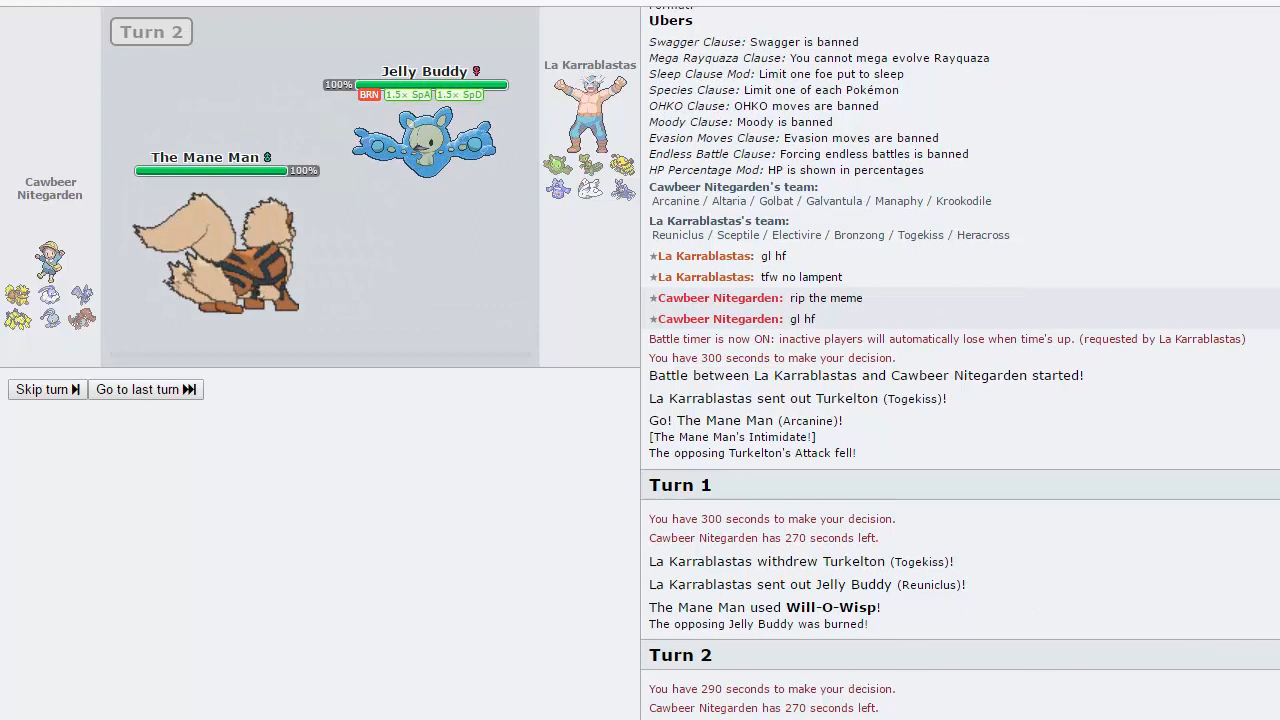 Turn 2
Jelly Buddy
100%
BRN 1.5× SpA 1.5× SpD
The Mane Man
100%
Cawbeer
Nitegarden
La Karrablastas
Skip turn
Go to last turn
Ubers
Swagger Clause: Swagger is banned
Mega Rayquaza Clause: You cannot mega evolve Rayquaza
Sleep Clause Mod: Limit one foe put to sleep
Species Clause: Limit one of each Pokémon
OHKO Clause: OHKO moves are banned
Moody Clause: Moody is banned
Evasion Moves Clause: Evasion moves are banned
Endless Battle Clause: Forcing endless battles is banned
HP Percentage Mod: HP is shown in percentages
Cawbeer Nitegarden's team:
Arcanine / Altaria / Golbat / Galvantula / Manaphy / Krookodile
La Karrablastas's team:
Reuniclus / Sceptile / Electivire / Bronzong / Togekiss / Heracross
★La Karrablastas: gl hf
★La Karrablastas: tfw no lampent
★Cawbeer Nitegarden: rip the meme
★Cawbeer Nitegarden: gl hf
Battle timer is now ON: inactive players will automatically lose when time's up. (requested by La Karrablastas)
You have 300 seconds to make your decision.
Battle between La Karrablastas and Cawbeer Nitegarden started!
La Karrablastas sent out Turkelton (Togekiss)!
Go! The Mane Man (Arcanine)!
[The Mane Man's Intimidate!]
The opposing Turkelton's Attack fell!
Turn 1
You have 300 seconds to make your decision.
Cawbeer Nitegarden has 270 seconds left.
La Karrablastas withdrew Turkelton (Togekiss)!
La Karrablastas sent out Jelly Buddy (Reuniclus)!
The Mane Man used Will-O-Wisp!
The opposing Jelly Buddy was burned!
Turn 2
You have 290 seconds to make your decision.
Cawbeer Nitegarden has 270 seconds left.